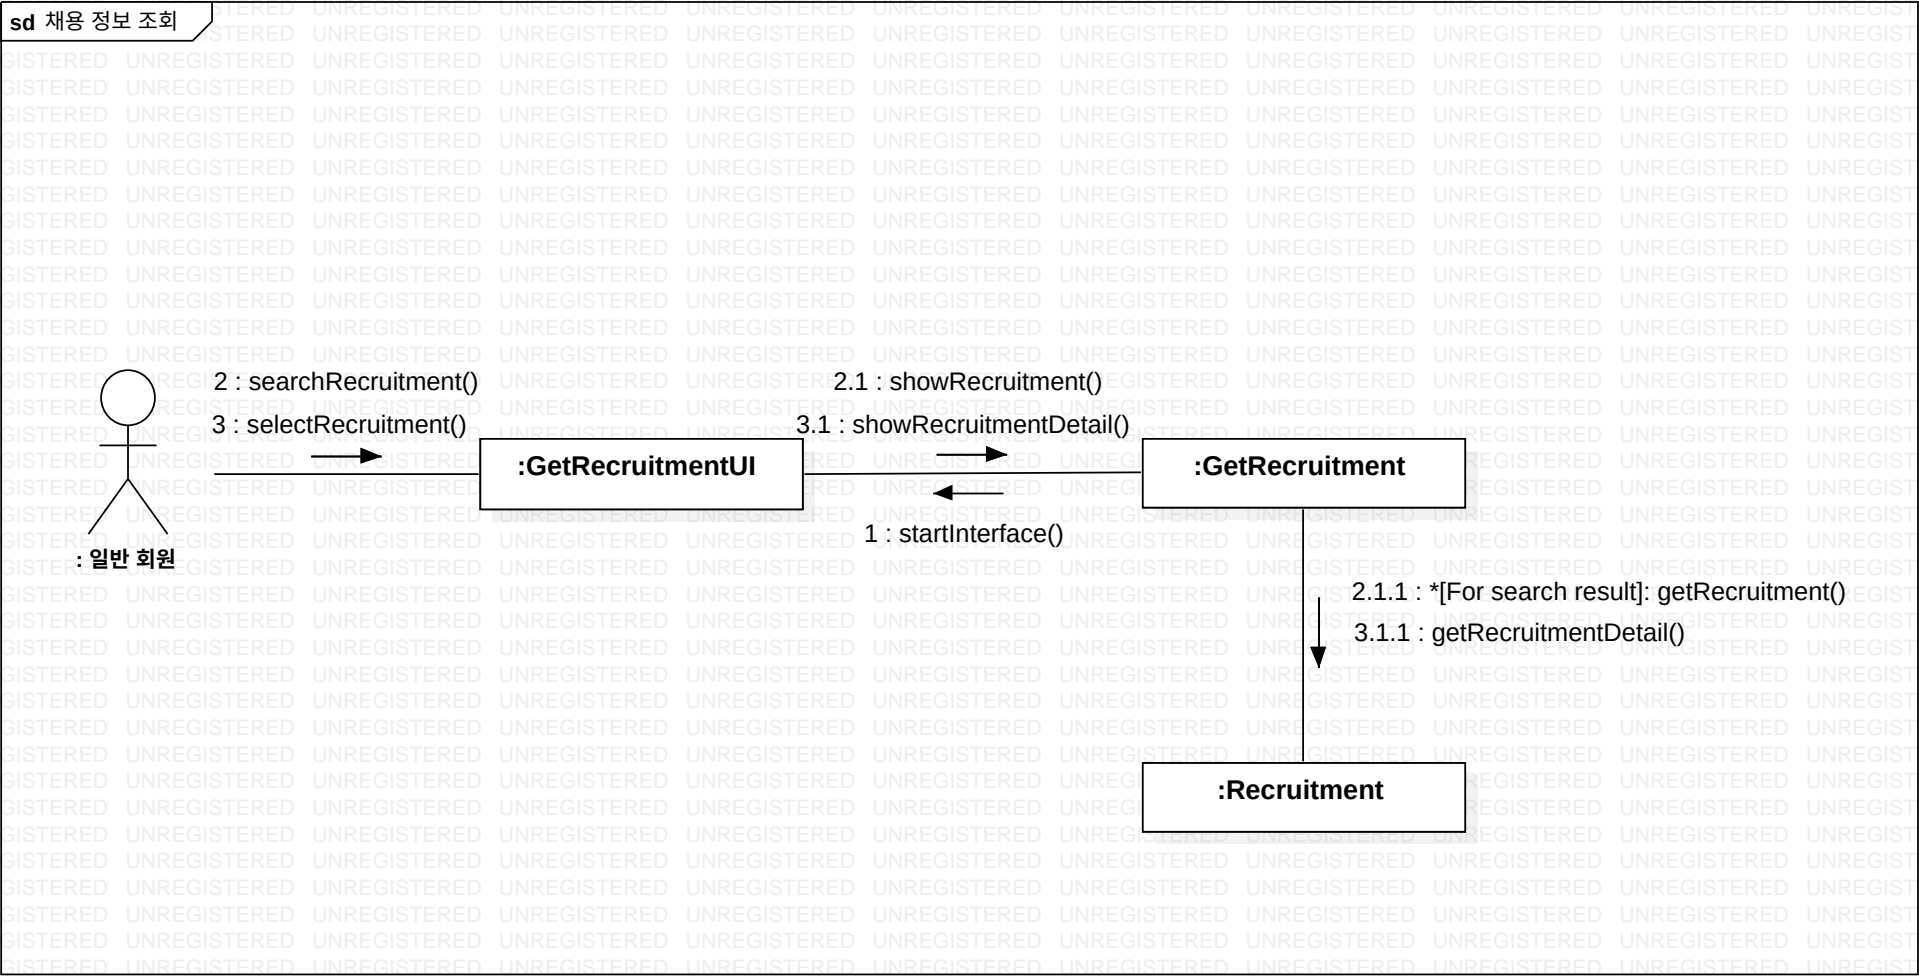 sd 채용 정보 조회
2 : searchRecruitment()
3 : selectRecruitment()
2.1 : showRecruitment()
3.1 : showRecruitmentDetail()
:GetRecruitmentUI
:GetRecruitment
1 : startInterface()
: 일반 회원
2.1.1 : *[For search result]: getRecruitment()
3.1.1 : getRecruitmentDetail()
:Recruitment
UNREGISTERED